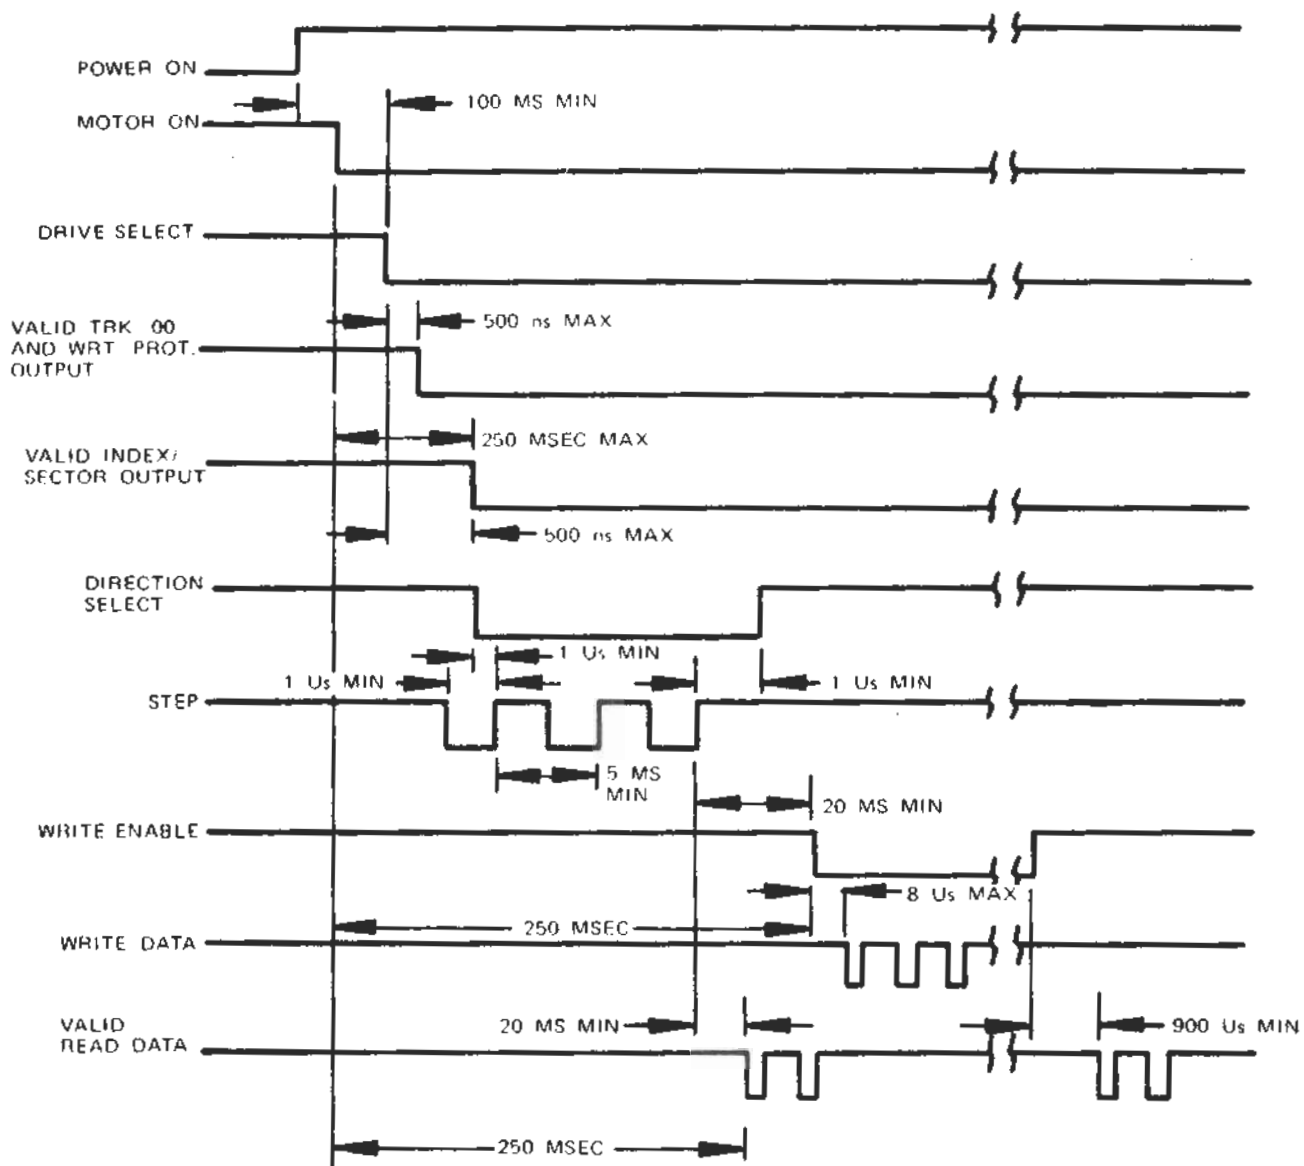 POWER ON
100 MS MIN
MOTOR ON
DRIVE SELECT
500 ns MAX
VALID TRK 00
AND WRT PROT.
OUTPUT
250 MSEC MAX
VALID INDEX/
SECTOR OUTPUT
500 ns MAX
DIRECTION
SELECT
1 Us MIN
1 Us MIN
1 Us MIN
STEP
5 MS
MIN
20 MS MIN
WRITE ENABLE
8 Us MAX
250 MSEC
WRITE DATA
20 MS MIN
900 Us MIN
VALID
READ DATA
250 MSEC